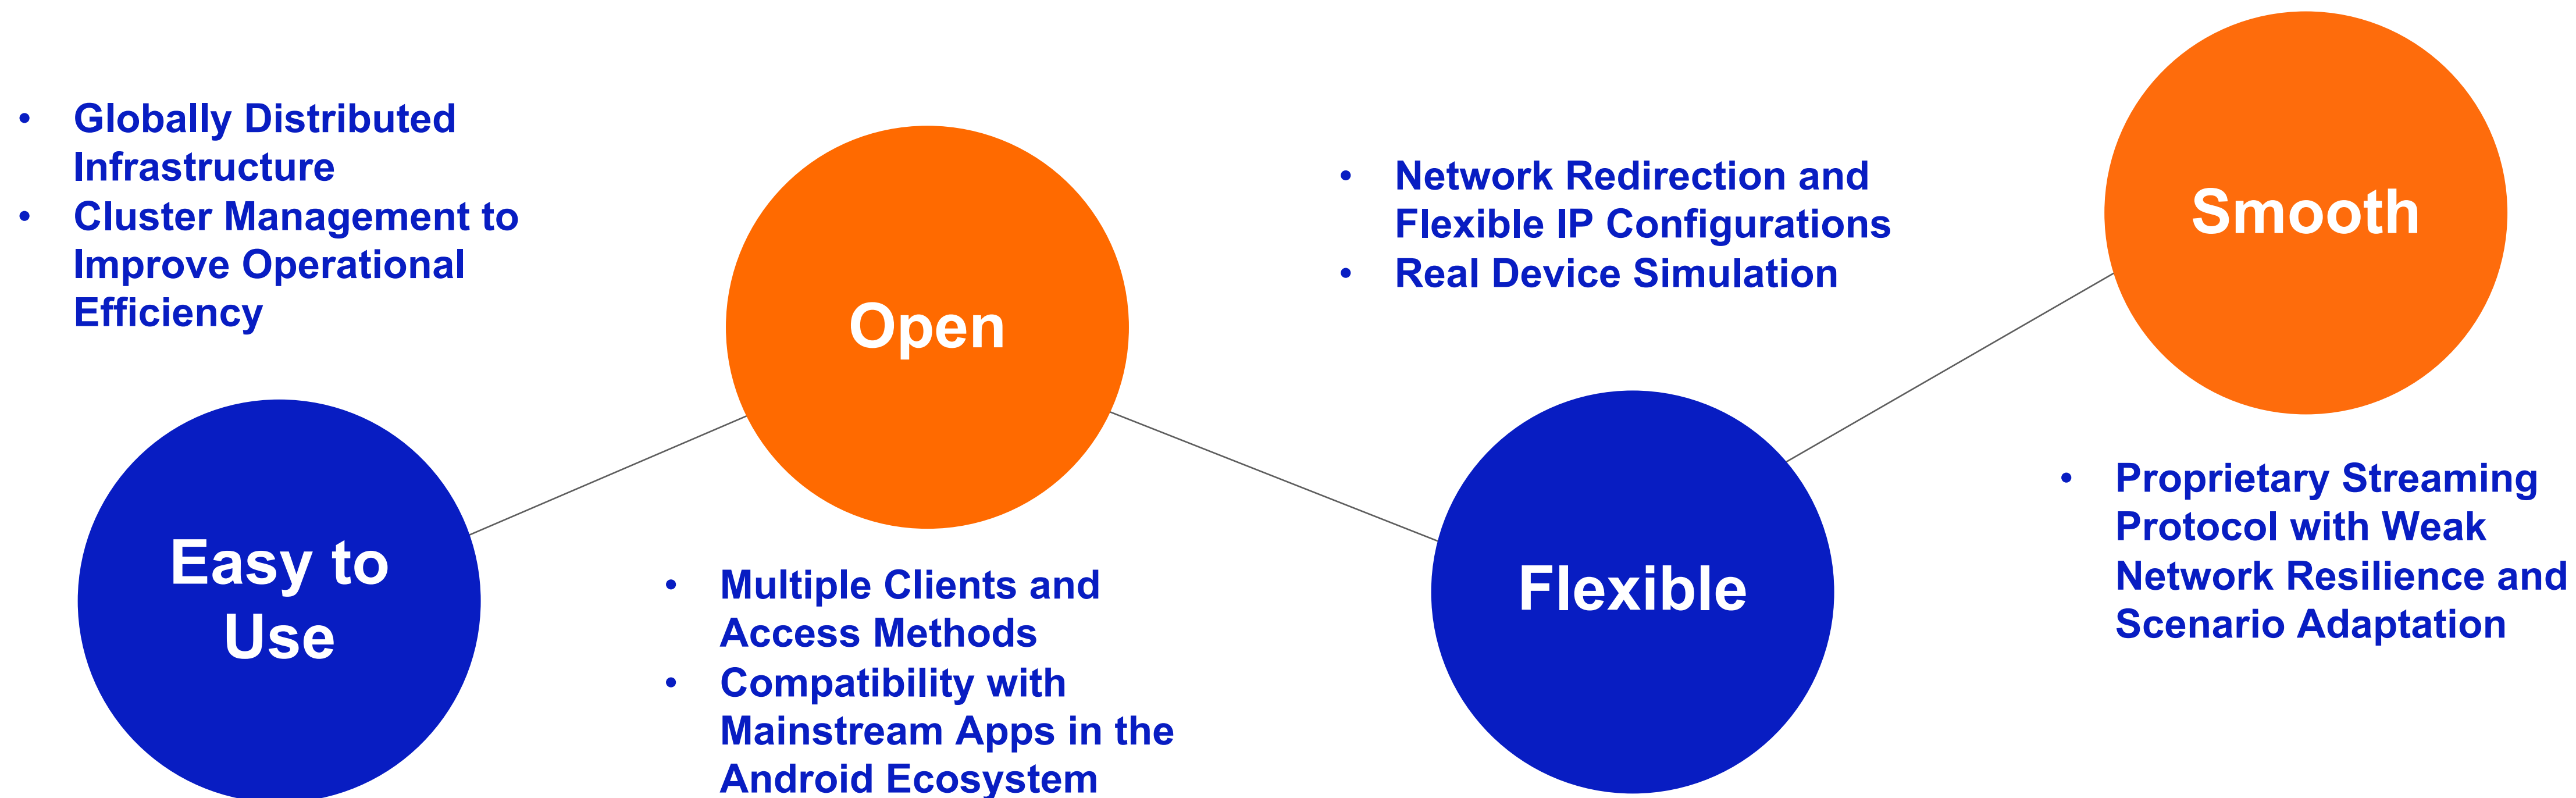 • Globally Distributed
Infrastructure
• Cluster Management to
Improve Operational
Efficiency
Easy to
Use
Open
• Multiple Clients and
Access Methods
• Compatibility with
Mainstream Apps in the
Android Ecosystem
• Network Redirection and
Flexible IP Configurations
• Real Device Simulation
Flexible
Smooth
• Proprietary Streaming
Protocol with Weak
Network Resilience and
Scenario Adaptation